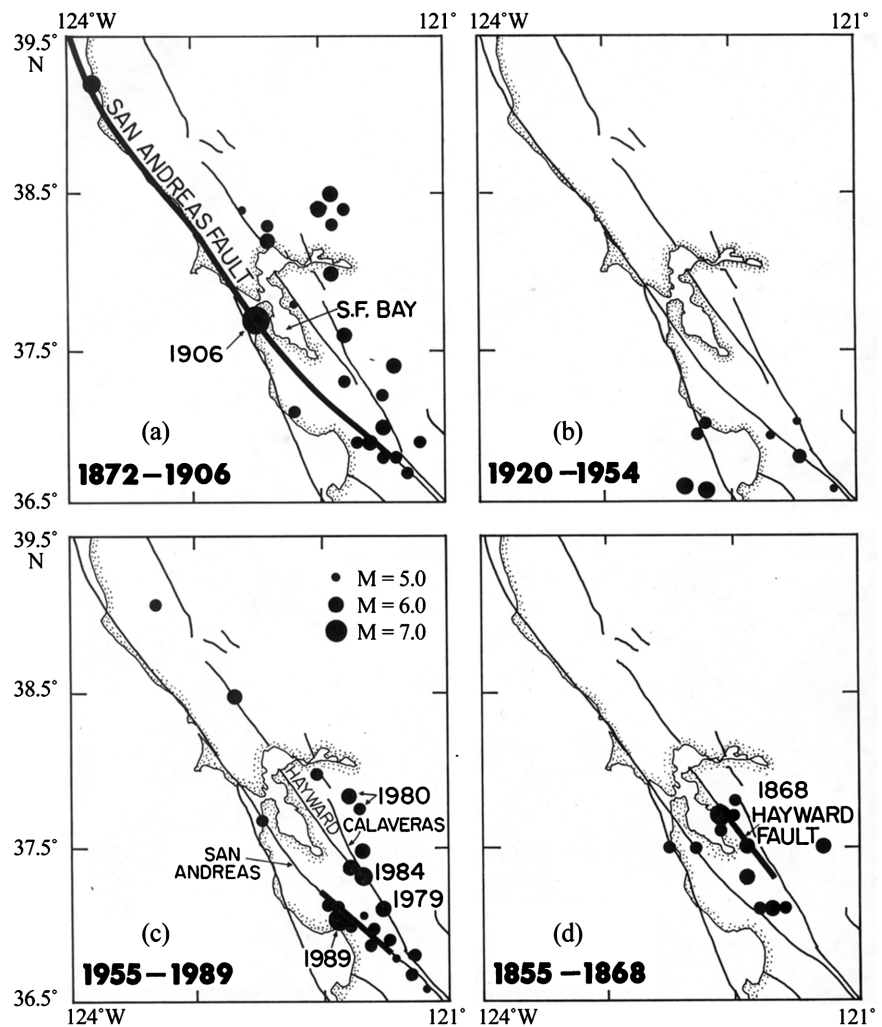 124°W 121°
39.5°
N
38.5°
37.5°
36.5°
SAN ANDREAS FAULT
S.F. BAY
1906
(a)
1872–1906
124°W 121°
(b)
1920–1954
39.5°
N
38.5°
37.5°
36.5°
M = 5.0
M = 6.0
M = 7.0
HAYWARD
1980
CALAVERAS
SAN
ANDREAS
1984
1979
1989
(c)
1955–1989
124°W 121°
1868
HAYWARD
FAULT
(d)
1855–1868
124°W 121°